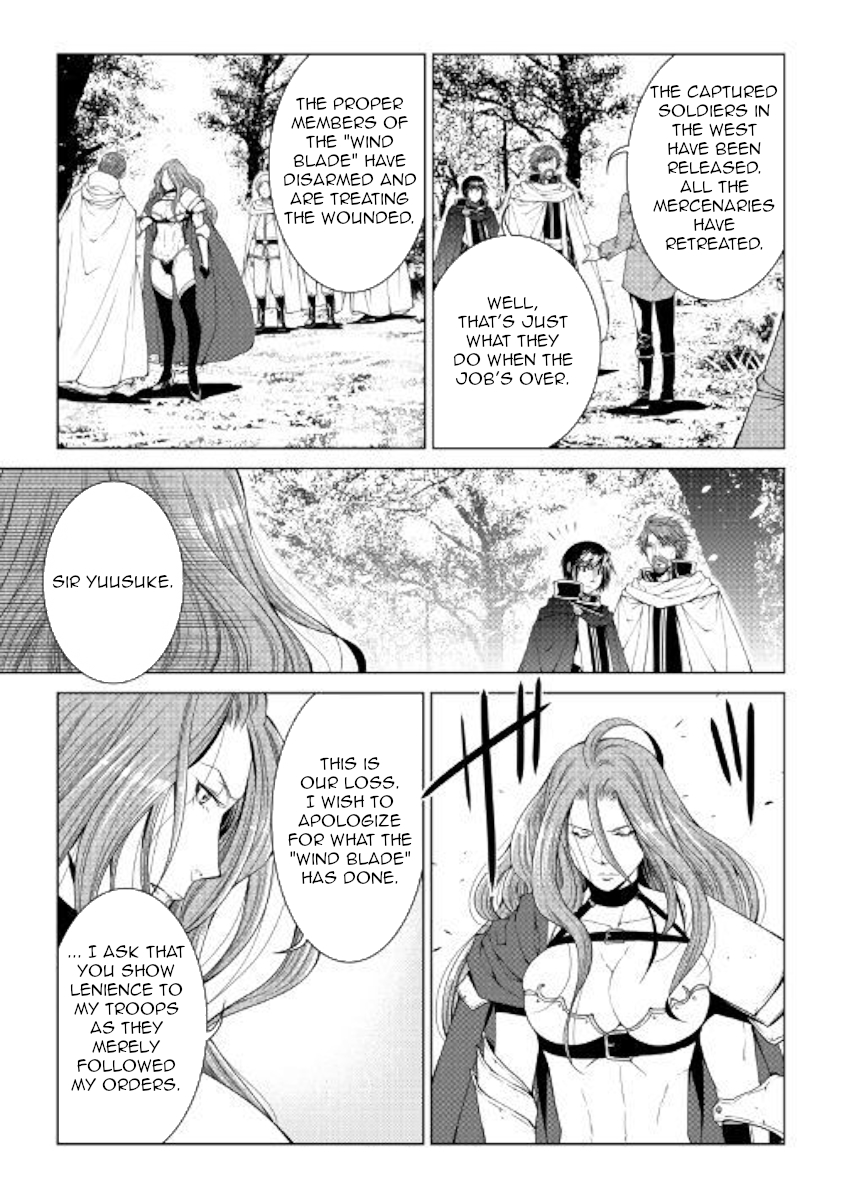 THE CAPTURED
SOLDIERS IN
THE WEST
HAVE BEEN
RELEASED.
ALL THE
MERCENARIES
HAVE
RETREATED.
WELL,
THAT'S JUST
WHAT THEY
DO WHEN THE
JOB'S OVER.
THE PROPER
MEMBERS OF
THE "WIND
BLADE" HAVE
DISARMED AND
ARE TREATING
THE WOUNDED.
SIR YUUSUKE.
THIS IS
OUR LOSS.
I WISH TO
APOLOGIZE
FOR WHAT THE
"WIND BLADE"
HAS DONE.
... I ASK THAT
YOU SHOW
LENIENCE TO
MY TROOPS
AS THEY
MERELY
FOLLOWED
MY ORDERS.